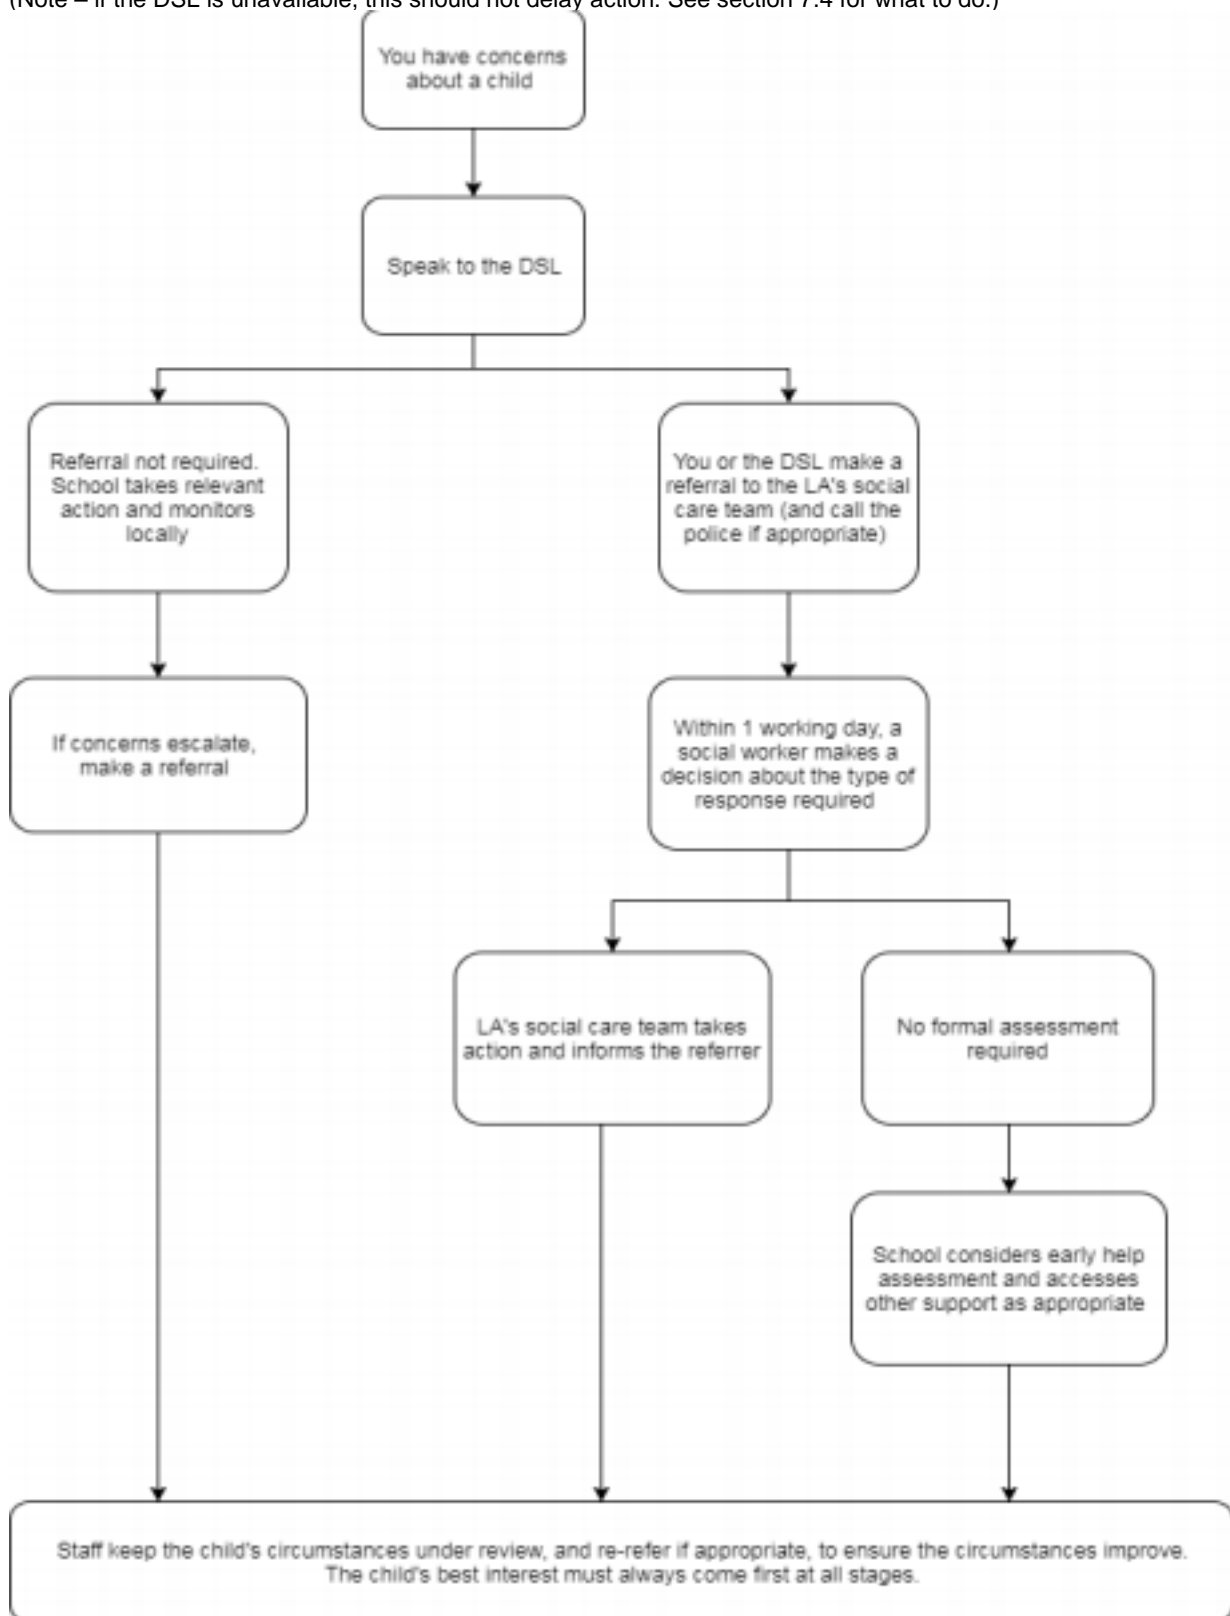 (Note – if the DSL is unavailable, this should not delay action. See section 7.4 for what to do.)
You have concerns
about a child
Speak to the DSL
Referral not required.
School takes relevant
action and monitors
locally
You or the DSL make a
referral to the LA's social
care team (and call the
police if appropriate)
If concerns escalate,
make a referral
Within 1 working day, a
social worker makes a
decision about the type of
response required
LA's social care team takes
action and informs the referrer
No formal assessment
required
School considers early help
assessment and accesses
other support as appropriate
Staff keep the child's circumstances under review, and re-refer if appropriate, to ensure the circumstances improve.
The child's best interest must always come first at all stages.